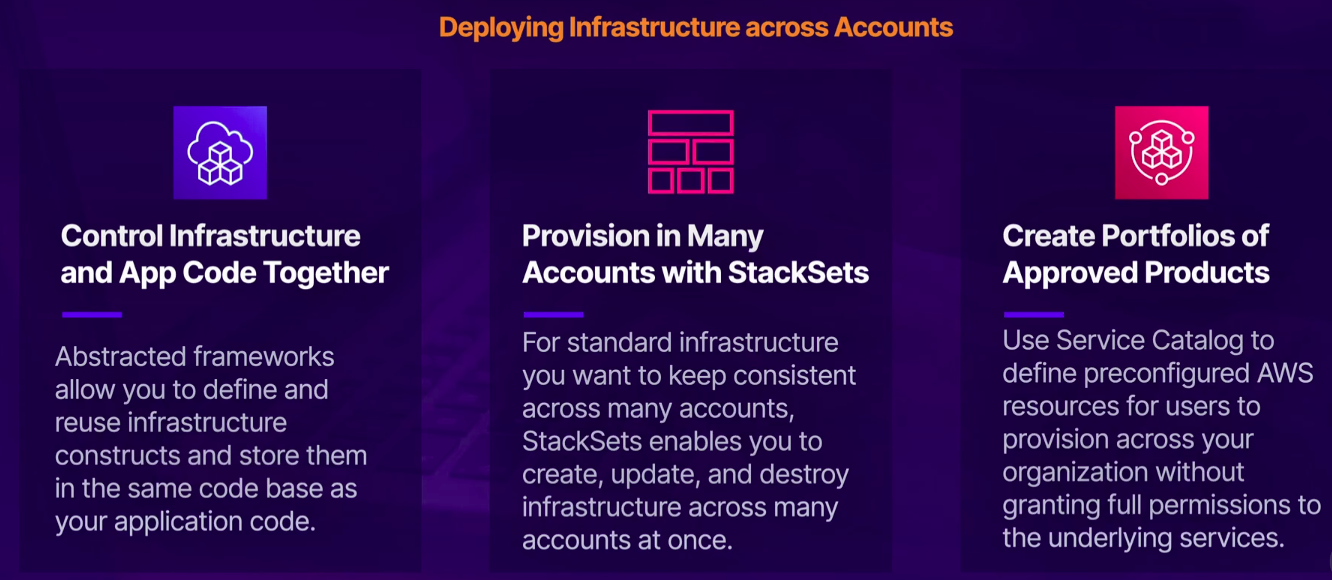 Deploying Infrastructure across Accounts
Control Infrastructure
and App Code Together
Abstracted frameworks
allow you to define and
reuse infrastructure
constructs and store them
in the same code base as
your application code.
Provision in Many
Accounts with StackSets
For standard infrastructure
you want to keep consistent
across many accounts,
StackSets enables you to
create, update, and destroy
infrastructure across many
accounts at once.
Create Portfolios of
Approved Products
Use Service Catalog to
define preconfigured AWS
resources for users to
provision across your
organization without
granting full permissions to
the underlying services.